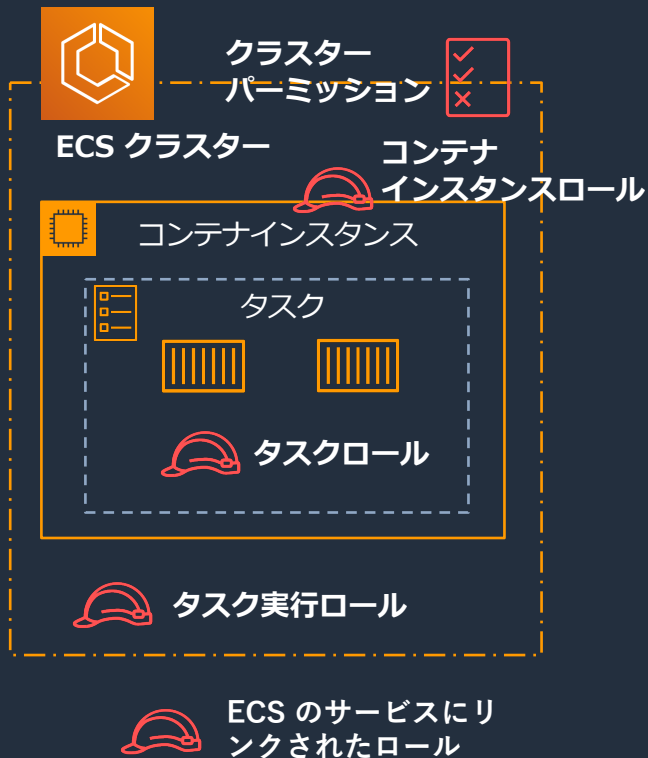 クラスター
パーミッション
ECS クラスター
コンテナ
インスタンスロール
コンテナインスタンス
タスク
タスクロール
タスク実行ロール
ECS のサービスにリ
ンクされたロール